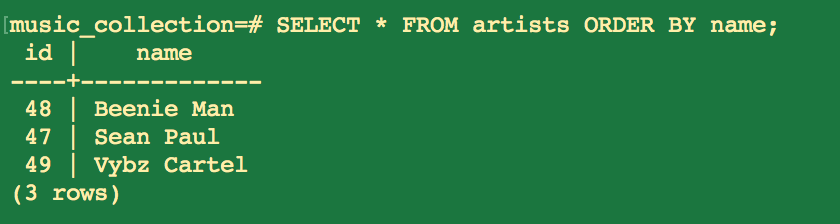 [music_collection=# SELECT * FROM artists ORDER BY name;
 id |    name
----+-------------
 48 | Beenie Man
 47 | Sean Paul
 49 | Vybz Cartel
(3 rows)